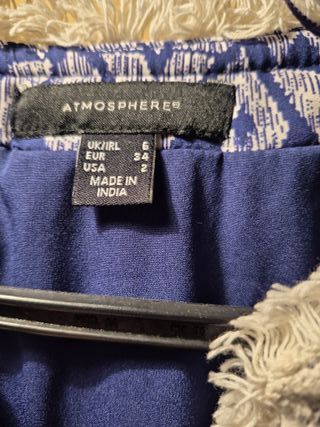 ATMOSPHERE®
UK/IRL 6
EUR 34
USA 2
MADE IN
INDIA